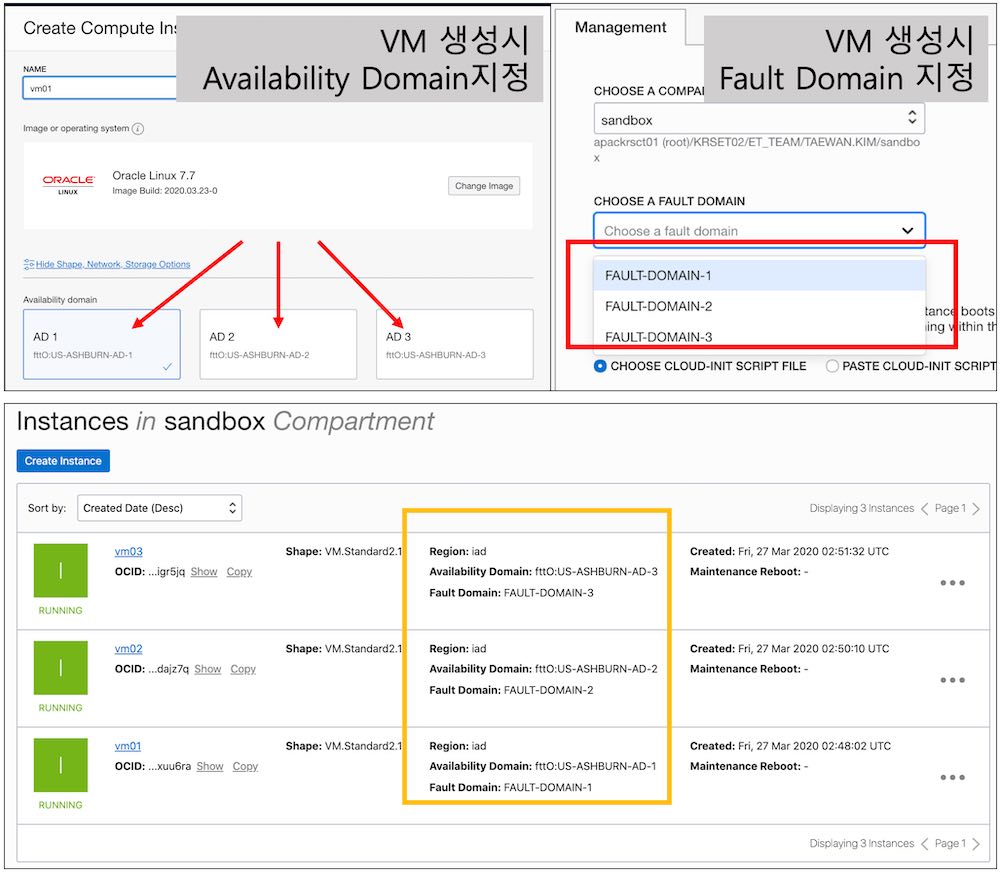 Create Compute Ins
VM 생성시
Availability Domain지정
NAME
vm01
Image or operating system i
ORACLE
LINUX
Oracle Linux 7.7
Image Build: 2020.03.23-0
Change Image
Hide Shape, Network, Storage Options
Availability domain
AD 1
fttO:US-ASHBURN-AD-1
AD 2
fttO:US-ASHBURN-AD-2
AD 3
fttO:US-ASHBURN-AD-3
Management
VM 생성시
Fault Domain 지정
CHOOSE A COMPA
sandbox
apackrsct01 (root)/KRSET02/ET_TEAM/TAEWAN.KIM/sandbo
x
CHOOSE A FAULT DOMAIN
Choose a fault domain
FAULT-DOMAIN-1
FAULT-DOMAIN-2
FAULT-DOMAIN-3
tance boots
ing within th
CHOOSE CLOUD-INIT SCRIPT FILE
PASTE CLOUD-INIT SCRIPT
Instances in sandbox Compartment
Create Instance
Sort by: Created Date (Desc)
Displaying 3 Instances < Page 1 >
I
RUNNING
vm03
OCID: ...igr5jq Show Copy
Shape: VM.Standard2.1
Region: iad
Availability Domain: fttO:US-ASHBURN-AD-3
Fault Domain: FAULT-DOMAIN-3
Created: Fri, 27 Mar 2020 02:51:32 UTC
Maintenance Reboot: -
I
RUNNING
vm02
OCID: ...dajz7q Show Copy
Shape: VM.Standard2.1
Region: iad
Availability Domain: fttO:US-ASHBURN-AD-2
Fault Domain: FAULT-DOMAIN-2
Created: Fri, 27 Mar 2020 02:50:10 UTC
Maintenance Reboot: -
I
RUNNING
vm01
OCID: ...xuu6ra Show Copy
Shape: VM.Standard2.1
Region: iad
Availability Domain: fttO:US-ASHBURN-AD-1
Fault Domain: FAULT-DOMAIN-1
Created: Fri, 27 Mar 2020 02:48:02 UTC
Maintenance Reboot: -
Displaying 3 Instances < Page 1 >